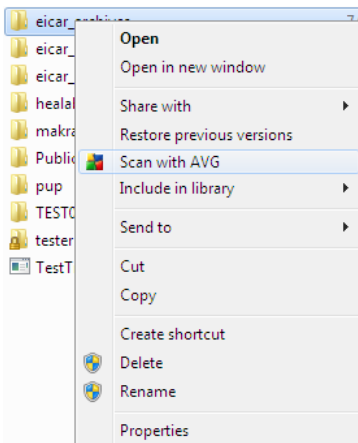 eicar_archives
eicar_
eicar_
healal
makra
Public
pup
TEST0
tester
TestT
Open
Open in new window
Share with
Restore previous versions
Scan with AVG
Include in library
Send to
Cut
Copy
Create shortcut
Delete
Rename
Properties